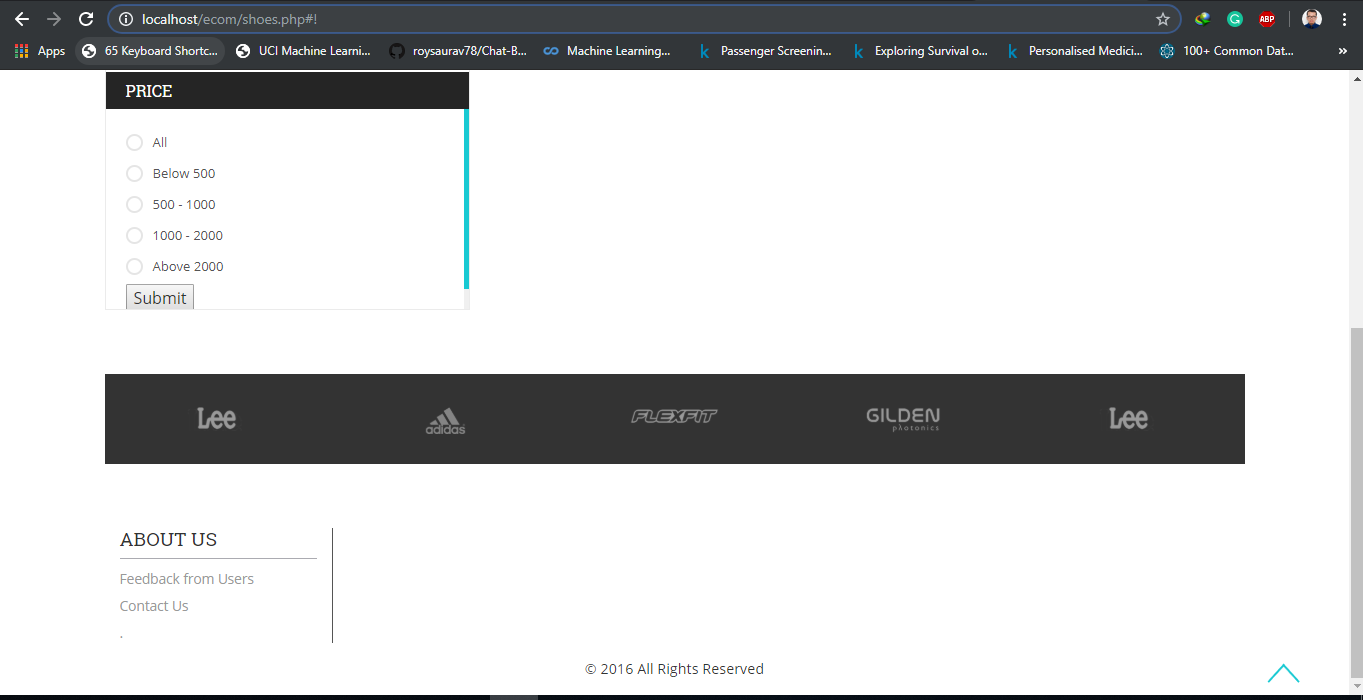 localhost/ecom/shoes.php#!
ABP
Apps 65 Keyboard Shortc... UCI Machine Learni... roysaurav78/Chat-B... Machine Learning... Passenger Screenin... Exploring Survival o... Personalised Medici... 100+ Common Dat... »
PRICE
All
Below 500
500 - 1000
1000 - 2000
Above 2000
Submit
Lee adidas FLEXFIT GILDEN photonics Lee
ABOUT US
Feedback from Users
Contact Us
.
© 2016 All Rights Reserved